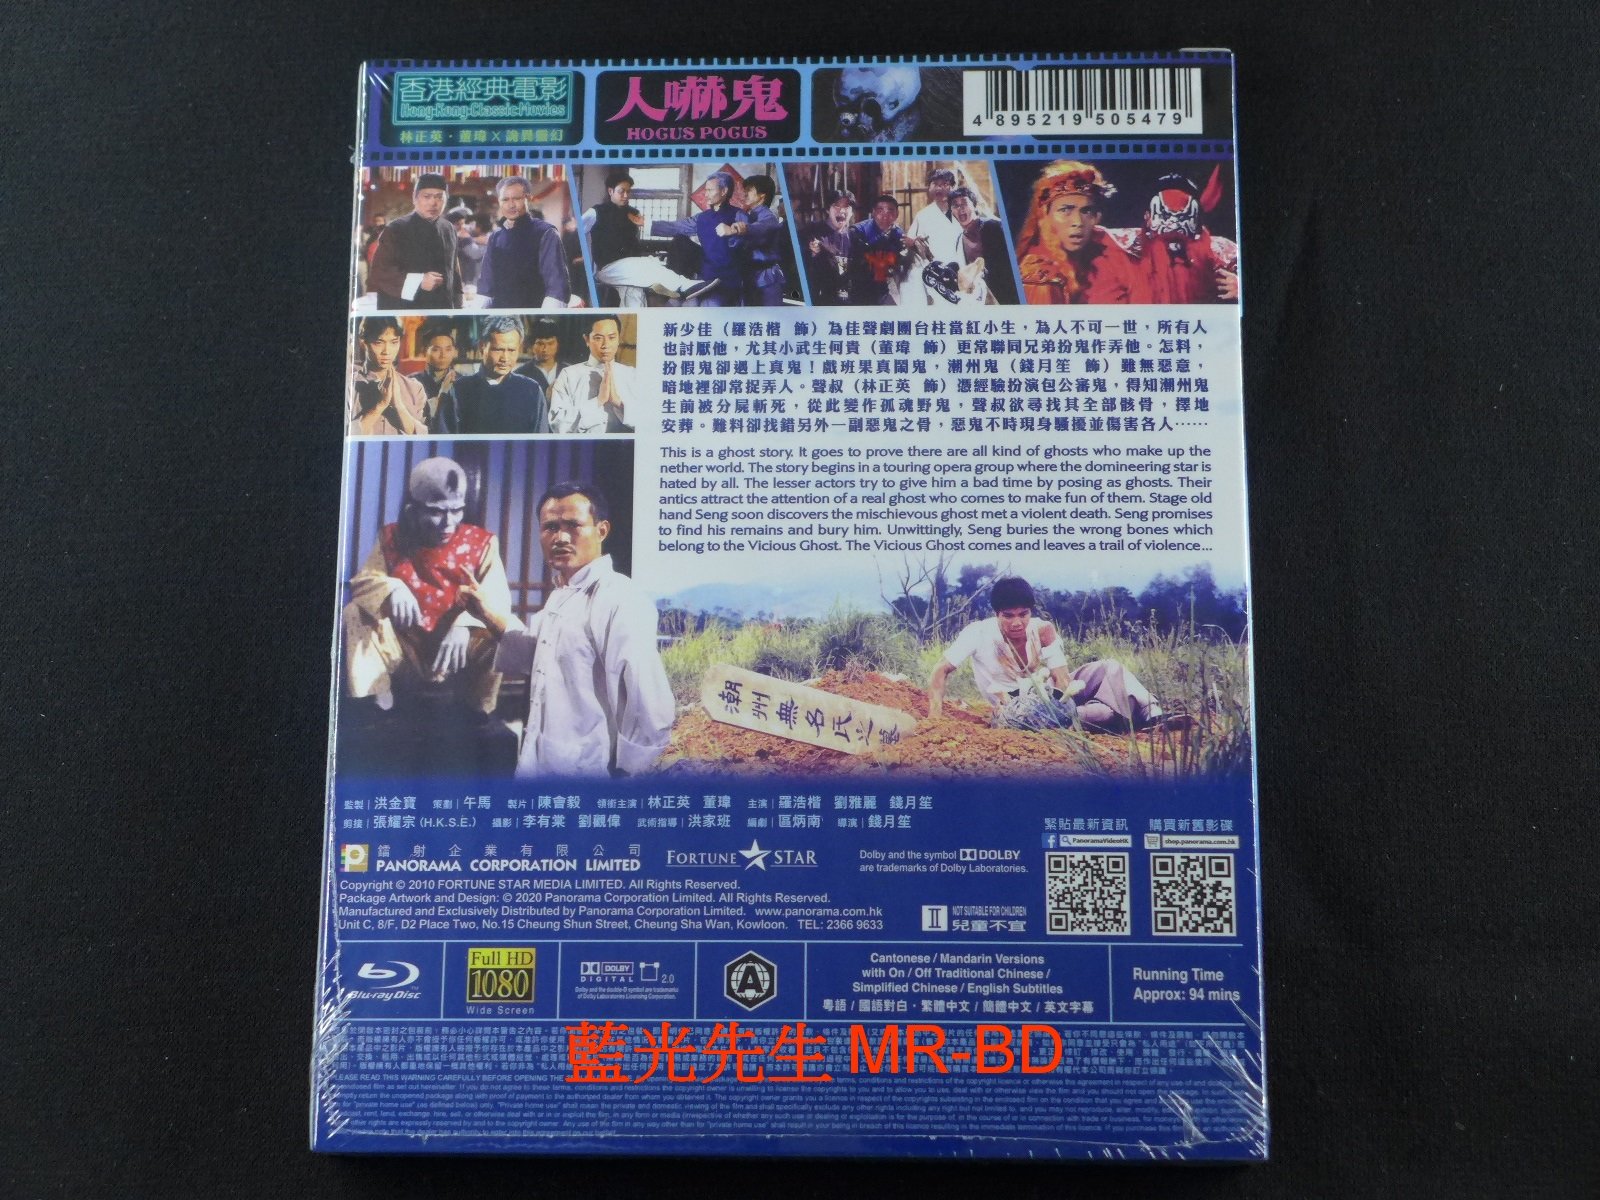 香港經典電影
Hong Kong Classic Movies
林正英·董瑋 X 詭異靈幻
人嚇鬼
HOCUS POCUS
4 895219 505479
新少佳（羅浩楷 飾）為佳聲劇團台柱當紅小生，為人不可一世，所有人
也討厭他，尤其小武生何貴（董瑋 飾）更常聯同兄弟扮鬼作弄他。怎料，
扮假鬼卻遇上真鬼！戲班果真鬧鬼，潮州鬼（錢月笙 飾）雖無惡意，
暗地裡卻常捉弄人。聲叔（林正英 飾）憑經驗扮演包公審鬼，得知潮州鬼
生前被分屍斬死，從此變作孤魂野鬼，聲叔欲尋找其全部骸骨，擇地
安葬。難料卻找錯另外一副惡鬼之骨，惡鬼不時現身騷擾並傷害各人……
This is a ghost story. It goes to prove there are all kind of ghosts who make up the
nether world. The story begins in a touring opera group where the domineering star is
hated by all. The lesser actors try to give him a bad time by posing as ghosts. Their
antics attract the attention of a real ghost who comes to make fun of them. Stage old
hand Seng soon discovers the mischievous ghost met a violent death. Seng promises
to find his remains and bury him. Unwittingly, Seng buries the wrong bones which
belong to the Vicious Ghost. The Vicious Ghost comes and leaves a trail of violence...
潮州無名氏之墓
監製|洪金寶 策劃|午馬 製片|陳會毅 領銜主演|林正英 董瑋 主演|羅浩楷 劉雅麗 錢月笙
剪接|張耀宗(H.K.S.E.) 攝影|李有棠 劉觀偉 武術指導|洪家班 編劇|區炳南 導演|錢月笙
緊貼最新資訊
購買新舊影碟
PanoramaVideoHK
shop.panorama.com.hk
鐳射企業有限公司
PANORAMA CORPORATION LIMITED
FORTUNE STAR
Dolby and the symbol DOLBY
are trademarks of Dolby Laboratories.
Copyright © 2010 FORTUNE STAR MEDIA LIMITED. All Rights Reserved.
Package Artwork and Design: © 2020 Panorama Corporation Limited. All Rights Reserved.
Manufactured and Exclusively Distributed by Panorama Corporation Limited. www.panorama.com.hk
Unit C, 8/F, D2 Place Two, No.15 Cheung Shun Street, Cheung Sha Wan, Kowloon. TEL: 2366 9633
II NOT SUITABLE FOR CHILDREN
兒童不宜
Blu-ray Disc
Full HD
1080
Wide Screen
DOLBY
DIGITAL 2.0
Dolby and the double-D symbol are trademarks
of Dolby Laboratories Licensing Corporation.
A
Cantonese / Mandarin Versions
with On / Off Traditional Chinese /
Simplified Chinese / English Subtitles
粵語 / 國語對白·繁體中文 / 簡體中文 / 英文字幕
Running Time
Approx: 94 mins
藍光先生 MR-BD